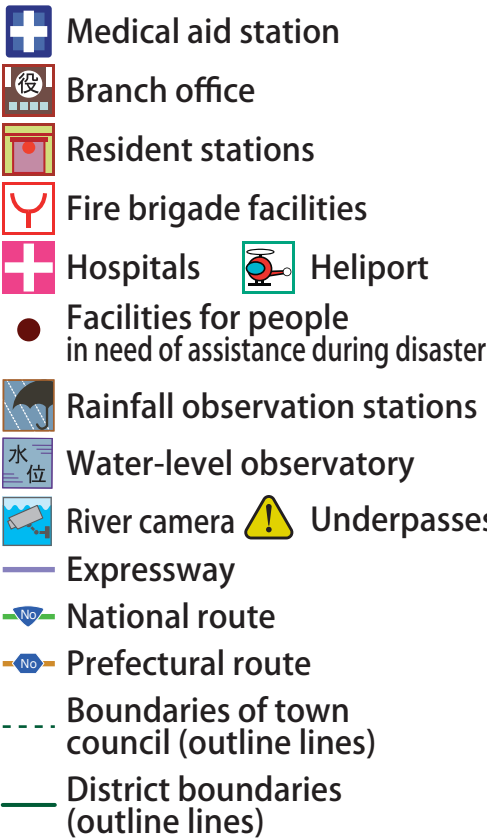 Medical aid station
役
Branch office
Resident stations
Fire brigade facilities
Hospitals
Heliport
Facilities for people
in need of assistance during disaster
Rainfall observation stations
水位
Water-level observatory
River camera
Underpasses
Expressway
No
National route
No
Prefectural route
Boundaries of town
council (outline lines)
District boundaries
(outline lines)